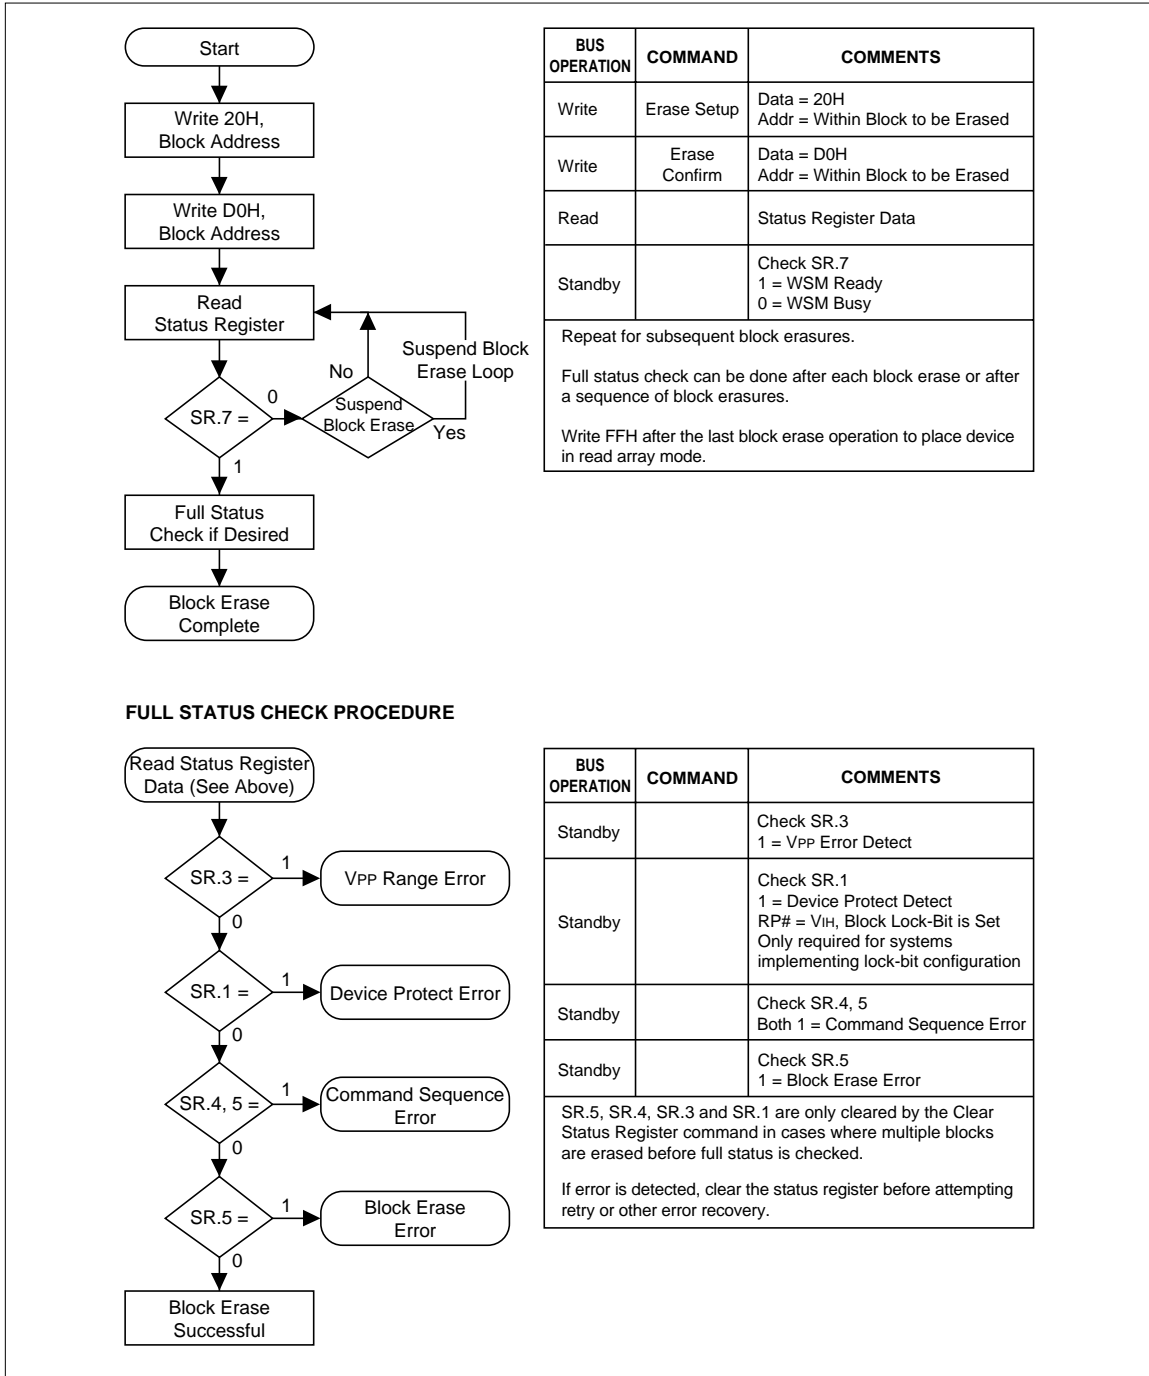 Start
Write 20H,
Block Address
Write D0H,
Block Address
Read
Status Register
Suspend Block
Erase Loop
No
SR.7 =
0
Suspend
Block Erase
Yes
1
Full Status
Check if Desired
Block Erase
Complete
BUS
OPERATION
COMMAND
COMMENTS
Write
Erase Setup
Data = 20H
Addr = Within Block to be Erased
Write
Erase
Confirm
Data = D0H
Addr = Within Block to be Erased
Read
Status Register Data
Standby
Check SR.7
1 = WSM Ready
0 = WSM Busy
Repeat for subsequent block erasures.
Full status check can be done after each block erase or after
a sequence of block erasures.
Write FFH after the last block erase operation to place device
in read array mode.
FULL STATUS CHECK PROCEDURE
Read Status Register
Data (See Above)
SR.3 =
1
VPP Range Error
0
SR.1 =
1
Device Protect Error
0
SR.4, 5 =
1
Command Sequence
Error
0
SR.5 =
1
Block Erase
Error
0
Block Erase
Successful
BUS
OPERATION
COMMAND
COMMENTS
Standby
Check SR.3
1 = VPP Error Detect
Standby
Check SR.1
1 = Device Protect Detect
RP# = VIH, Block Lock-Bit is Set
Only required for systems
implementing lock-bit configuration
Standby
Check SR.4, 5
Both 1 = Command Sequence Error
Standby
Check SR.5
1 = Block Erase Error
SR.5, SR.4, SR.3 and SR.1 are only cleared by the Clear
Status Register command in cases where multiple blocks
are erased before full status is checked.
If error is detected, clear the status register before attempting
retry or other error recovery.